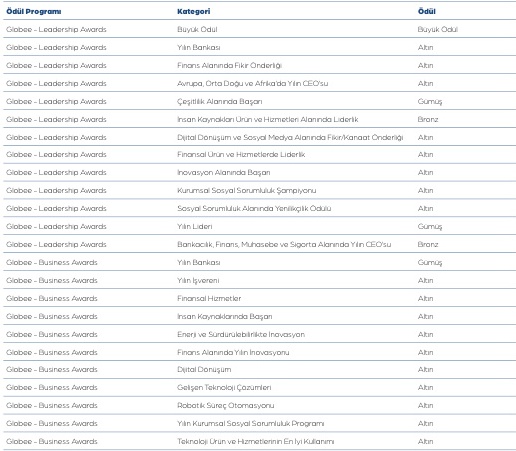 Ödül Programı Kategori Ödül
Globee - Leadership Awards Büyük Ödül Büyük Ödül
Globee - Leadership Awards Yılın Bankası Altın
Globee - Leadership Awards Finans Alanında Fikir Önderliği Altın
Globee - Leadership Awards Avrupa, Orta Doğu ve Afrika'da Yılın CEO'su Altın
Globee - Leadership Awards Çeşitlilik Alanında Başarı Gümüş
Globee - Leadership Awards İnsan Kaynakları Ürün ve Hizmetleri Alanında Liderlik Bronz
Globee - Leadership Awards Dijital Dönüşüm ve Sosyal Medya Alanında Fikir/Kanaat Önderliği Altın
Globee - Leadership Awards Finansal Ürün ve Hizmetlerde Liderlik Altın
Globee - Leadership Awards İnovasyon Alanında Başarı Altın
Globee - Leadership Awards Kurumsal Sosyal Sorumluluk Şampiyonu Altın
Globee - Leadership Awards Sosyal Sorumluluk Alanında Yenilikçilik Ödülü Altın
Globee - Leadership Awards Yılın Lideri Gümüş
Globee - Leadership Awards Bankacılık, Finans, Muhasebe ve Sigorta Alanında Yılın CEO'su Bronz
Globee - Business Awards Yılın Bankası Gümüş
Globee - Business Awards Yılın İşvereni Altın
Globee - Business Awards Finansal Hizmetler Altın
Globee - Business Awards İnsan Kaynaklarında Başarı Altın
Globee - Business Awards Enerji ve Sürdürülebilirlikte İnovasyon Altın
Globee - Business Awards Finans Alanında Yılın İnovasyonu Altın
Globee - Business Awards Dijital Dönüşüm Altın
Globee - Business Awards Gelişen Teknoloji Çözümleri Altın
Globee - Business Awards Robotik Süreç Otomasyonu Altın
Globee - Business Awards Yılın Kurumsal Sosyal Sorumluluk Programı Altın
Globee - Business Awards Teknoloji Ürün ve Hizmetlerinin En İyi Kullanımı Altın